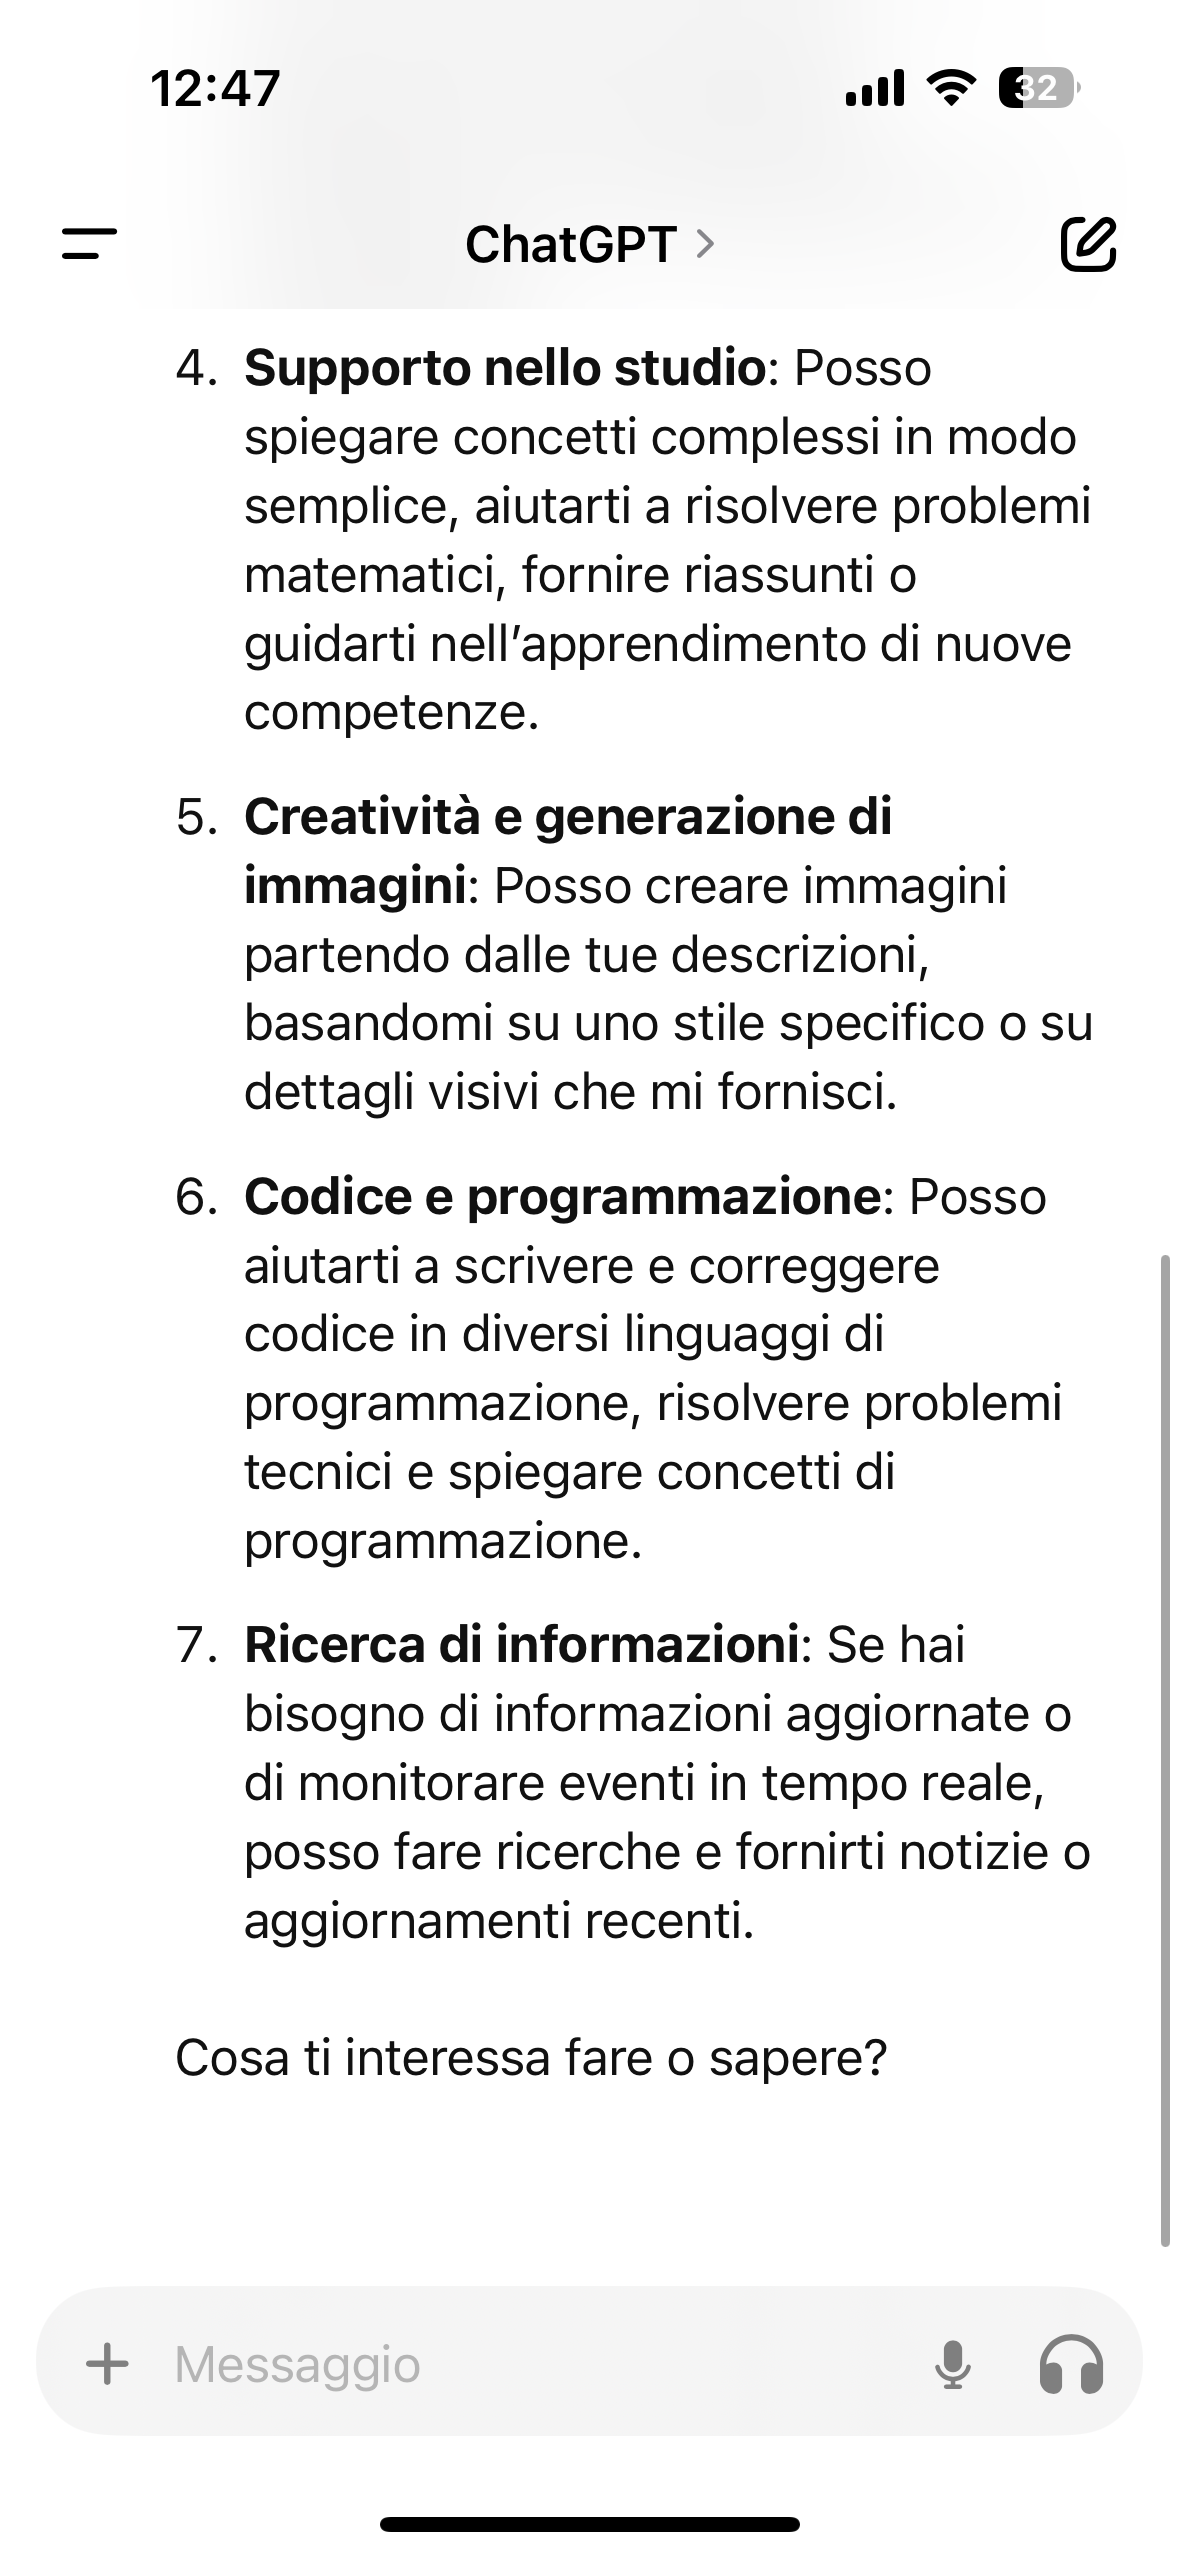 12:47
32
ChatGPT
4. Supporto nello studio: Posso
spiegare concetti complessi in modo
semplice, aiutarti a risolvere problemi
matematici, fornire riassunti o
guidarti nell’apprendimento di nuove
competenze.
5. Creatività e generazione di
immagini: Posso creare immagini
partendo dalle tue descrizioni,
basandomi su uno stile specifico o su
dettagli visivi che mi fornisci.
6. Codice e programmazione: Posso
aiutarti a scrivere e correggere
codice in diversi linguaggi di
programmazione, risolvere problemi
tecnici e spiegare concetti di
programmazione.
7. Ricerca di informazioni: Se hai
bisogno di informazioni aggiornate o
di monitorare eventi in tempo reale,
posso fare ricerche e fornirti notizie o
aggiornamenti recenti.
Cosa ti interessa fare o sapere?
Messaggio